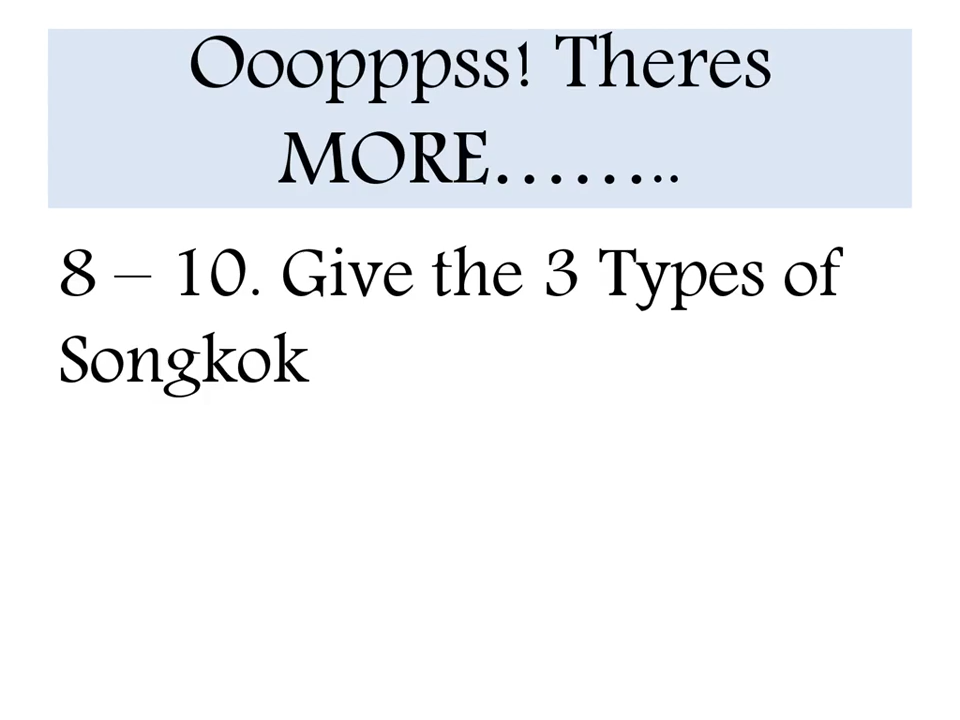 Ooopppss! Theres
MORE……..
8 – 10. Give the 3 Types of
Songkok